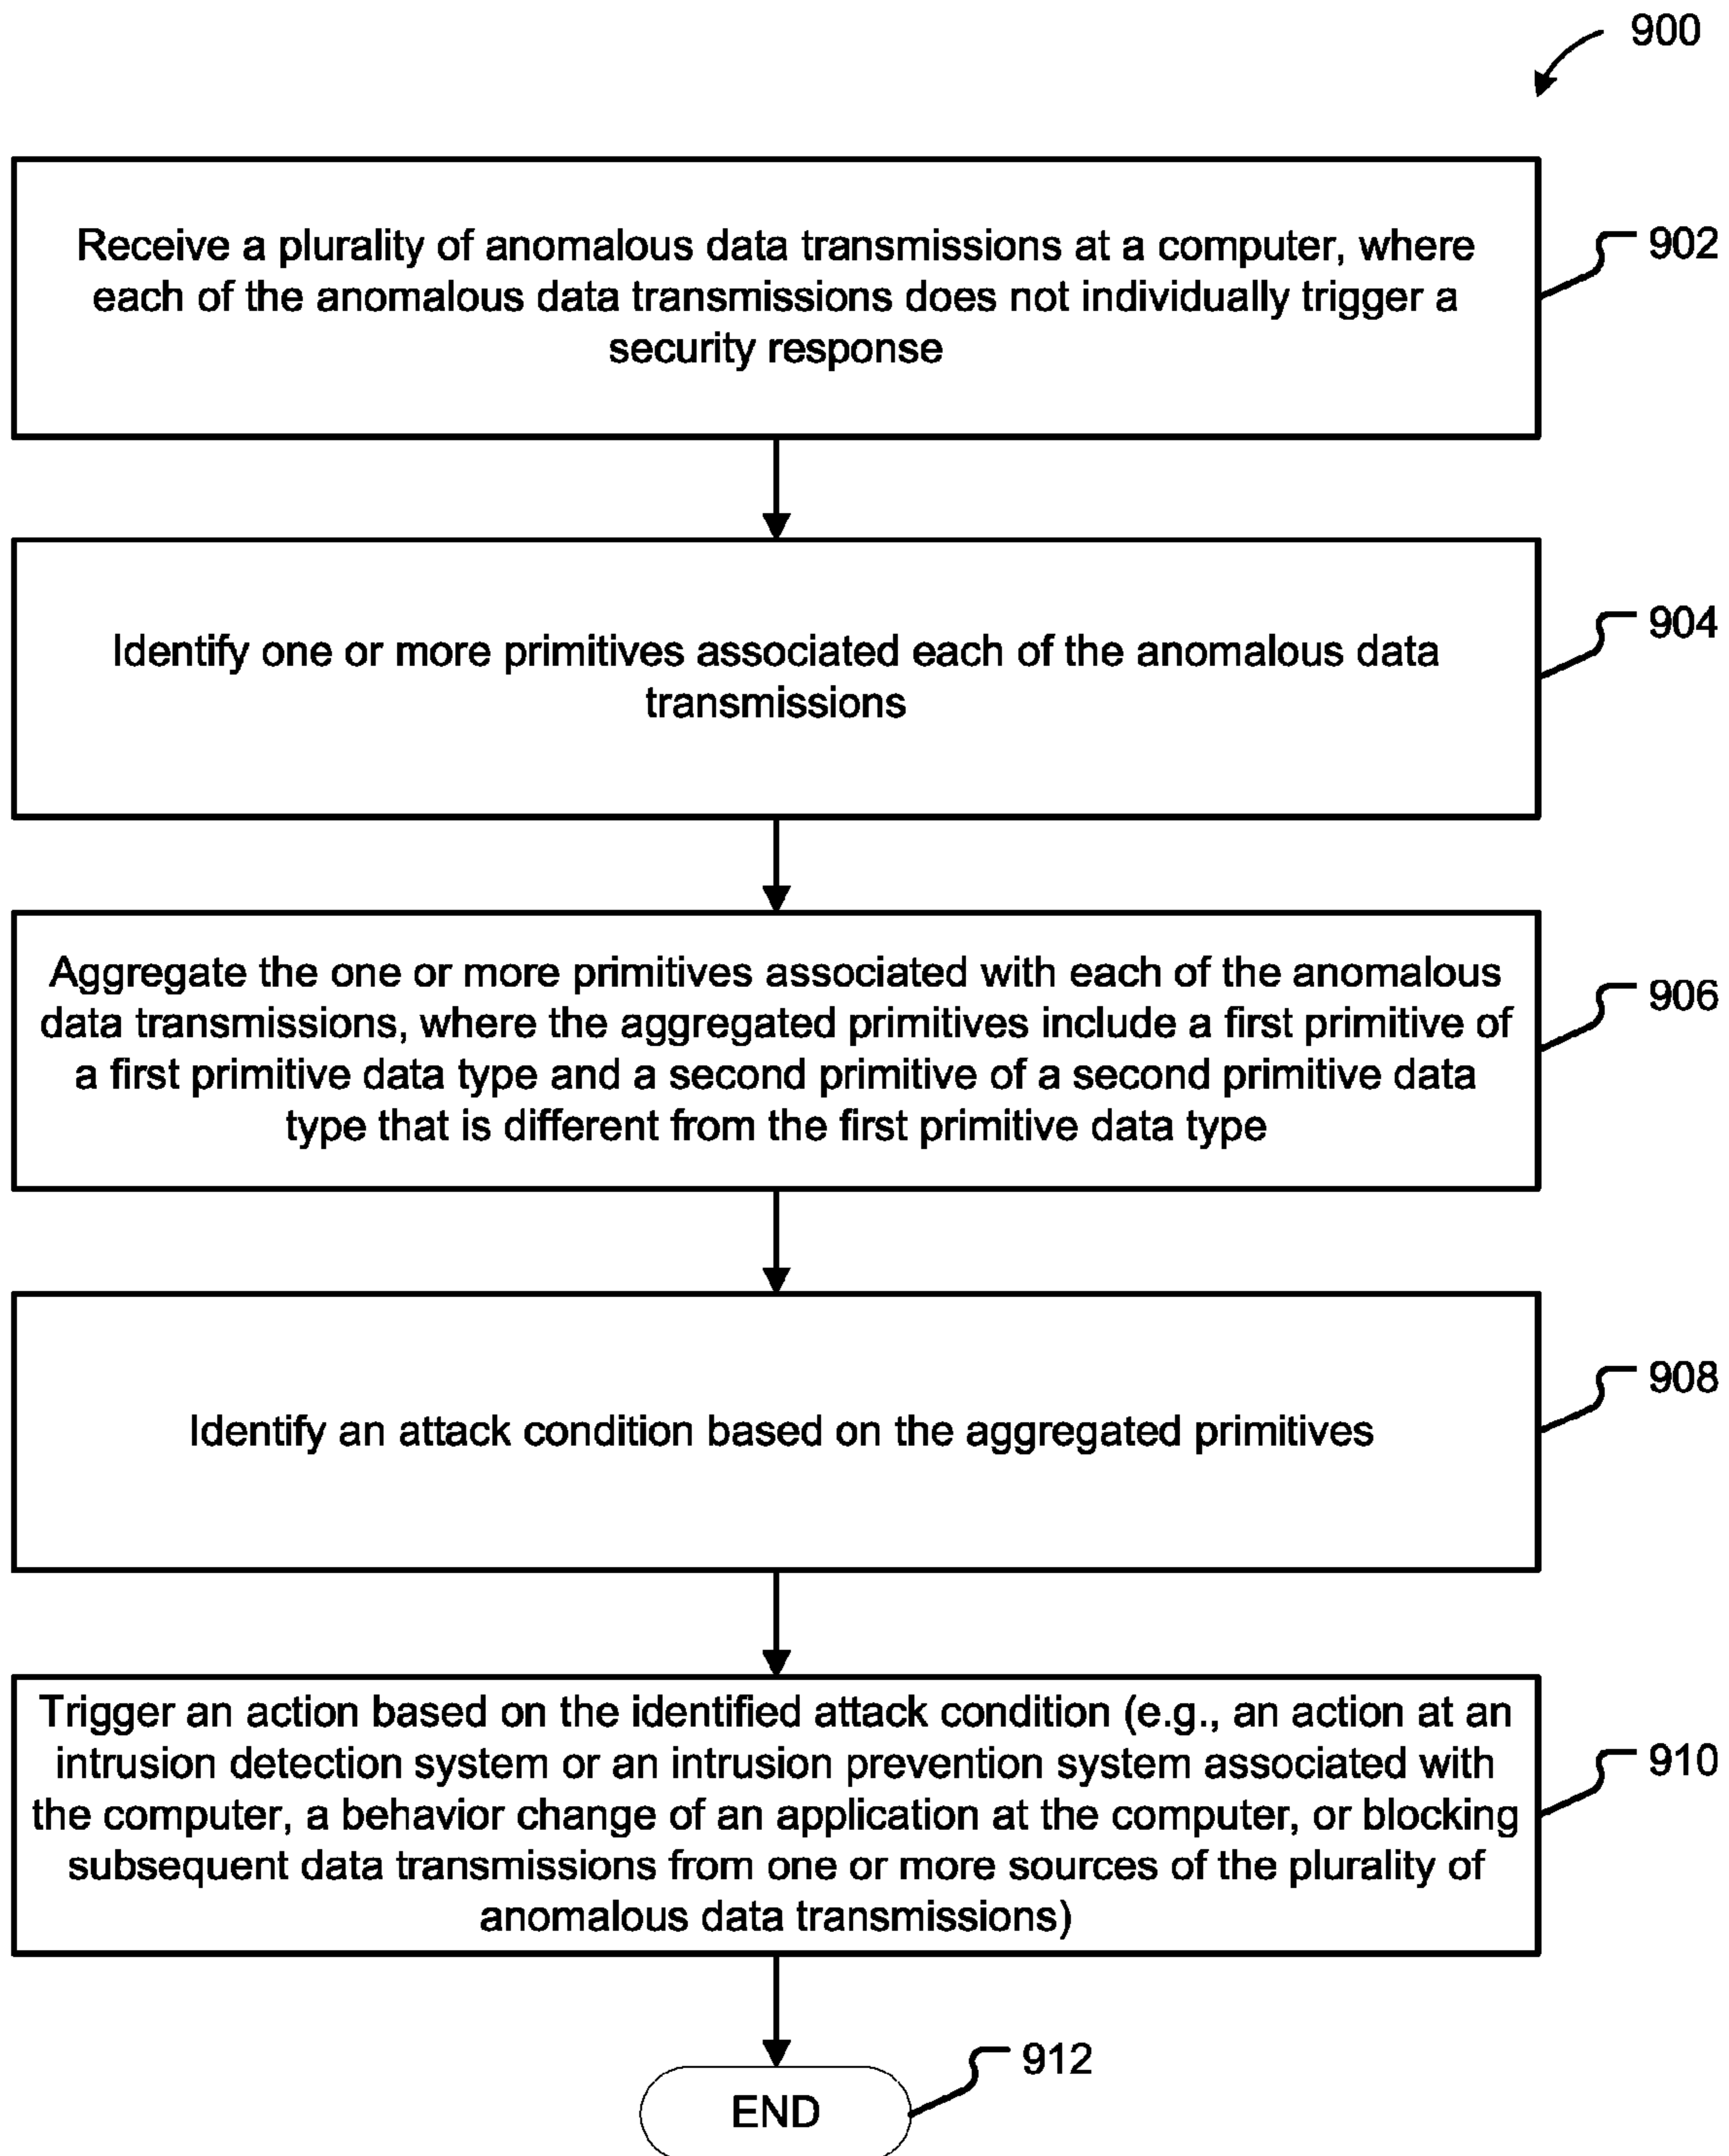 900
Receive a plurality of anomalous data transmissions at a computer, where
each of the anomalous data transmissions does not individually trigger a
security response
902
Identify one or more primitives associated each of the anomalous data
transmissions
904
Aggregate the one or more primitives associated with each of the anomalous
data transmissions, where the aggregated primitives include a first primitive of
a first primitive data type and a second primitive of a second primitive data
type that is different from the first primitive data type
906
Identify an attack condition based on the aggregated primitives
908
Trigger an action based on the identified attack condition (e.g., an action at an
intrusion detection system or an intrusion prevention system associated with
the computer, a behavior change of an application at the computer, or blocking
subsequent data transmissions from one or more sources of the plurality of
anomalous data transmissions)
910
END
912